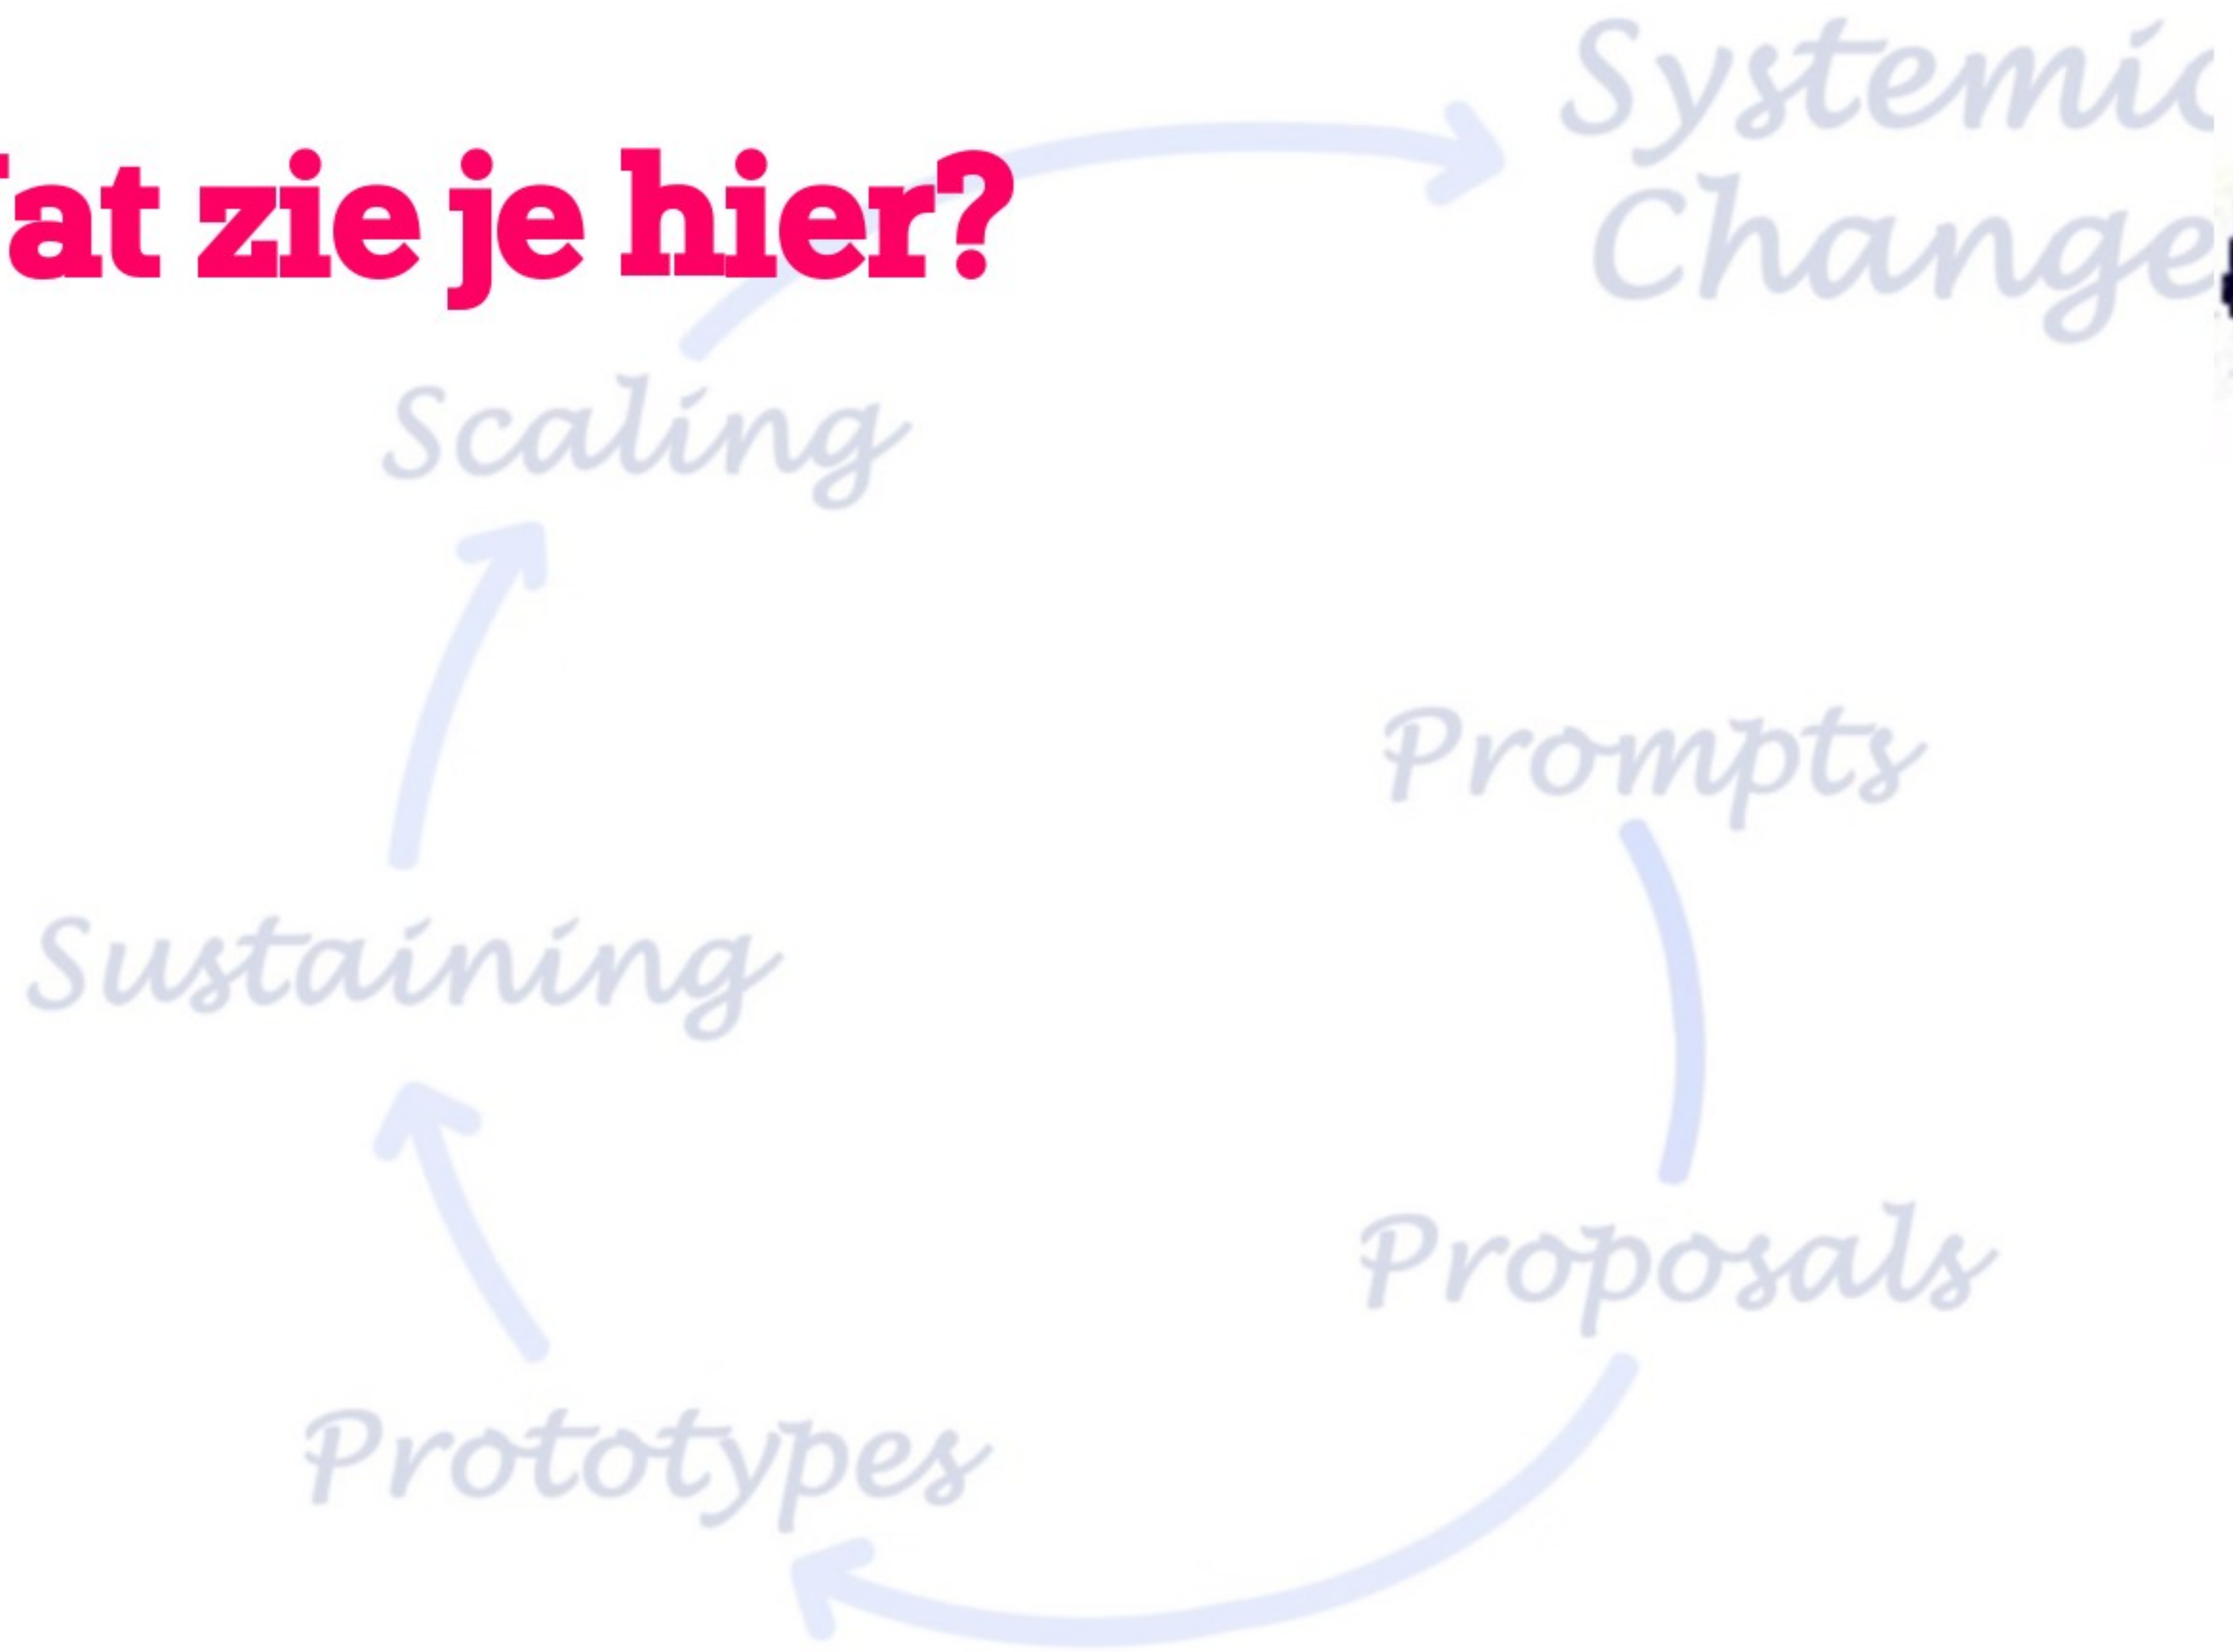 at zie je hier?
Systemic
Change
Scaling
Prompts
Sustaining
Proposals
Prototypes